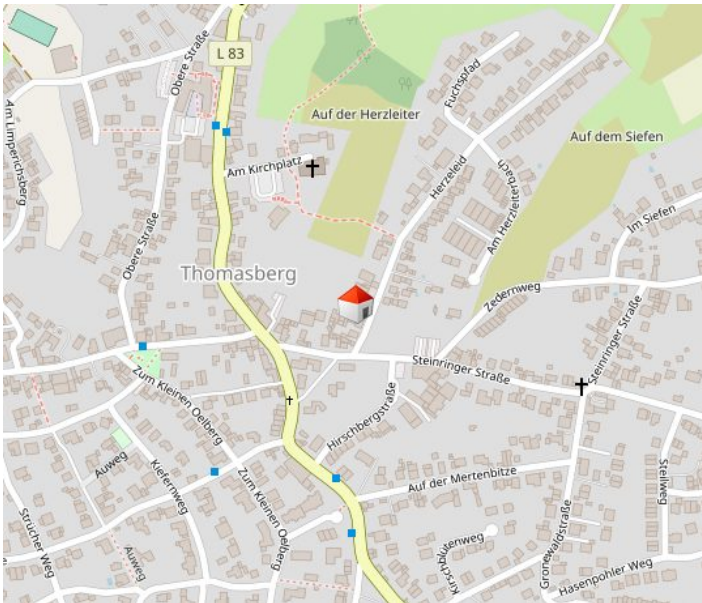 L 83
Obere Straße
Fuchspfad
Auf der Herzleiter
Auf dem Siefen
Am Limperichsberg
Am Kirchplatz
Herzeleid
Am Herzleiterbach
Im Siefen
Obere Straße
Thomasberg
Zedernweg
Steinringer Straße
Steinringer Straße
Zum Kleinen Oelberg
Hirschbergstraße
Auweg
Kiefernweg
Zum Kleinen Oelberg
Auf der Mertenbitze
Stellweg
Strücher Weg
Auweg
Kirschblütenweg
Gronewaldstraße
Hasenpohler Weg